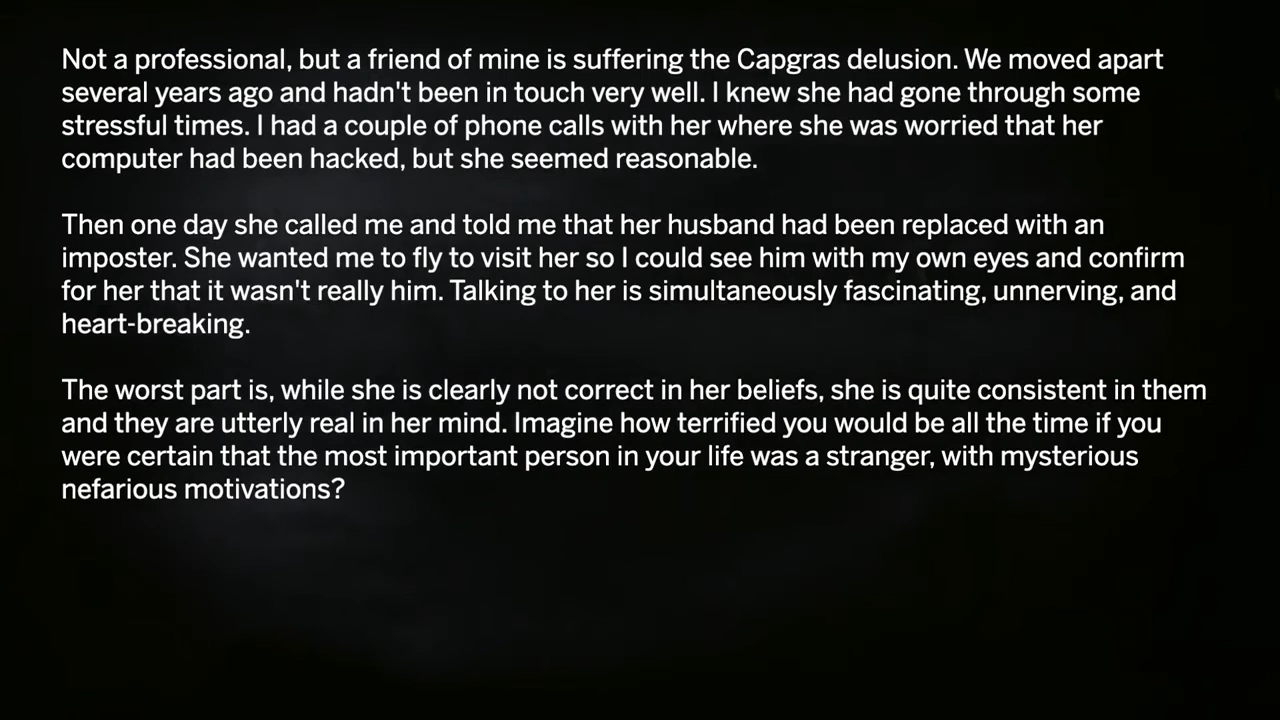 Not a professional, but a friend of mine is suffering the Capgras delusion. We moved apart
several years ago and hadn't been in touch very well. I knew she had gone through some
stressful times. I had a couple of phone calls with her where she was worried that her
computer had been hacked, but she seemed reasonable.
Then one day she called me and told me that her husband had been replaced with an
imposter. She wanted me to fly to visit her so I could see him with my own eyes and confirm
for her that it wasn't really him. Talking to her is simultaneously fascinating, unnerving, and
heart-breaking.
The worst part is, while she is clearly not correct in her beliefs, she is quite consistent in them
and they are utterly real in her mind. Imagine how terrified you would be all the time if you
were certain that the most important person in your life was a stranger, with mysterious
nefarious motivations?